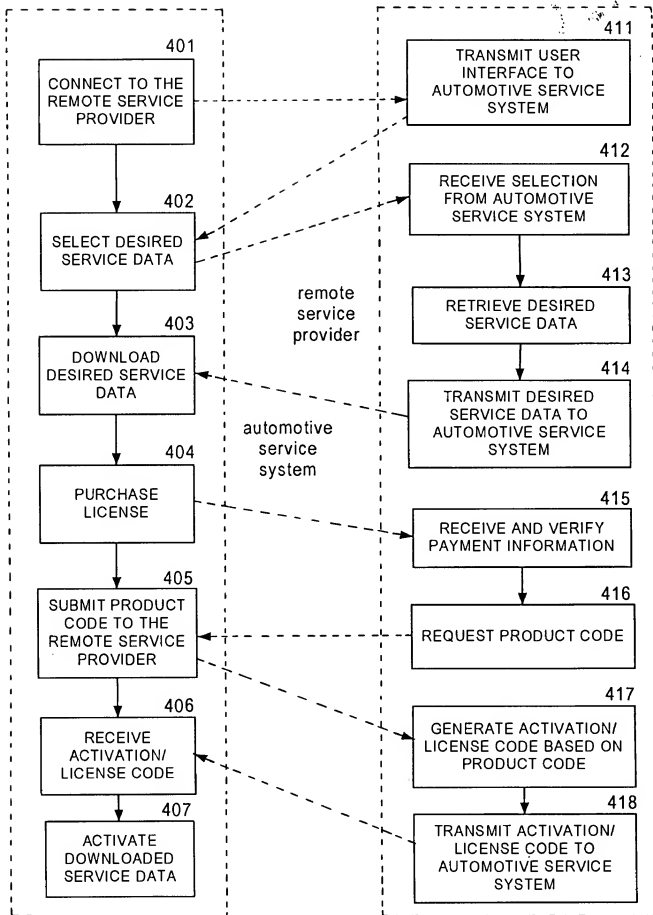 401
CONNECT TO THE
REMOTE SERVICE
PROVIDER
402
SELECT DESIRED
SERVICE DATA
403
DOWNLOAD
DESIRED SERVICE
DATA
404
PURCHASE
LICENSE
405
SUBMIT PRODUCT
CODE TO THE
REMOTE SERVICE
PROVIDER
406
RECEIVE
ACTIVATION/
LICENSE CODE
407
ACTIVATE
DOWNLOADED
SERVICE DATA
automotive
service
system
remote
service
provider
411
TRANSMIT USER
INTERFACE TO
AUTOMOTIVE SERVICE
SYSTEM
412
RECEIVE SELECTION
FROM AUTOMOTIVE
SERVICE SYSTEM
413
RETRIEVE DESIRED
SERVICE DATA
414
TRANSMIT DESIRED
SERVICE DATA TO
AUTOMOTIVE SERVICE
SYSTEM
415
RECEIVE AND VERIFY
PAYMENT INFORMATION
416
REQUEST PRODUCT CODE
417
GENERATE ACTIVATION/
LICENSE CODE BASED ON
PRODUCT CODE
418
TRANSMIT ACTIVATION/
LICENSE CODE TO
AUTOMOTIVE SERVICE
SYSTEM